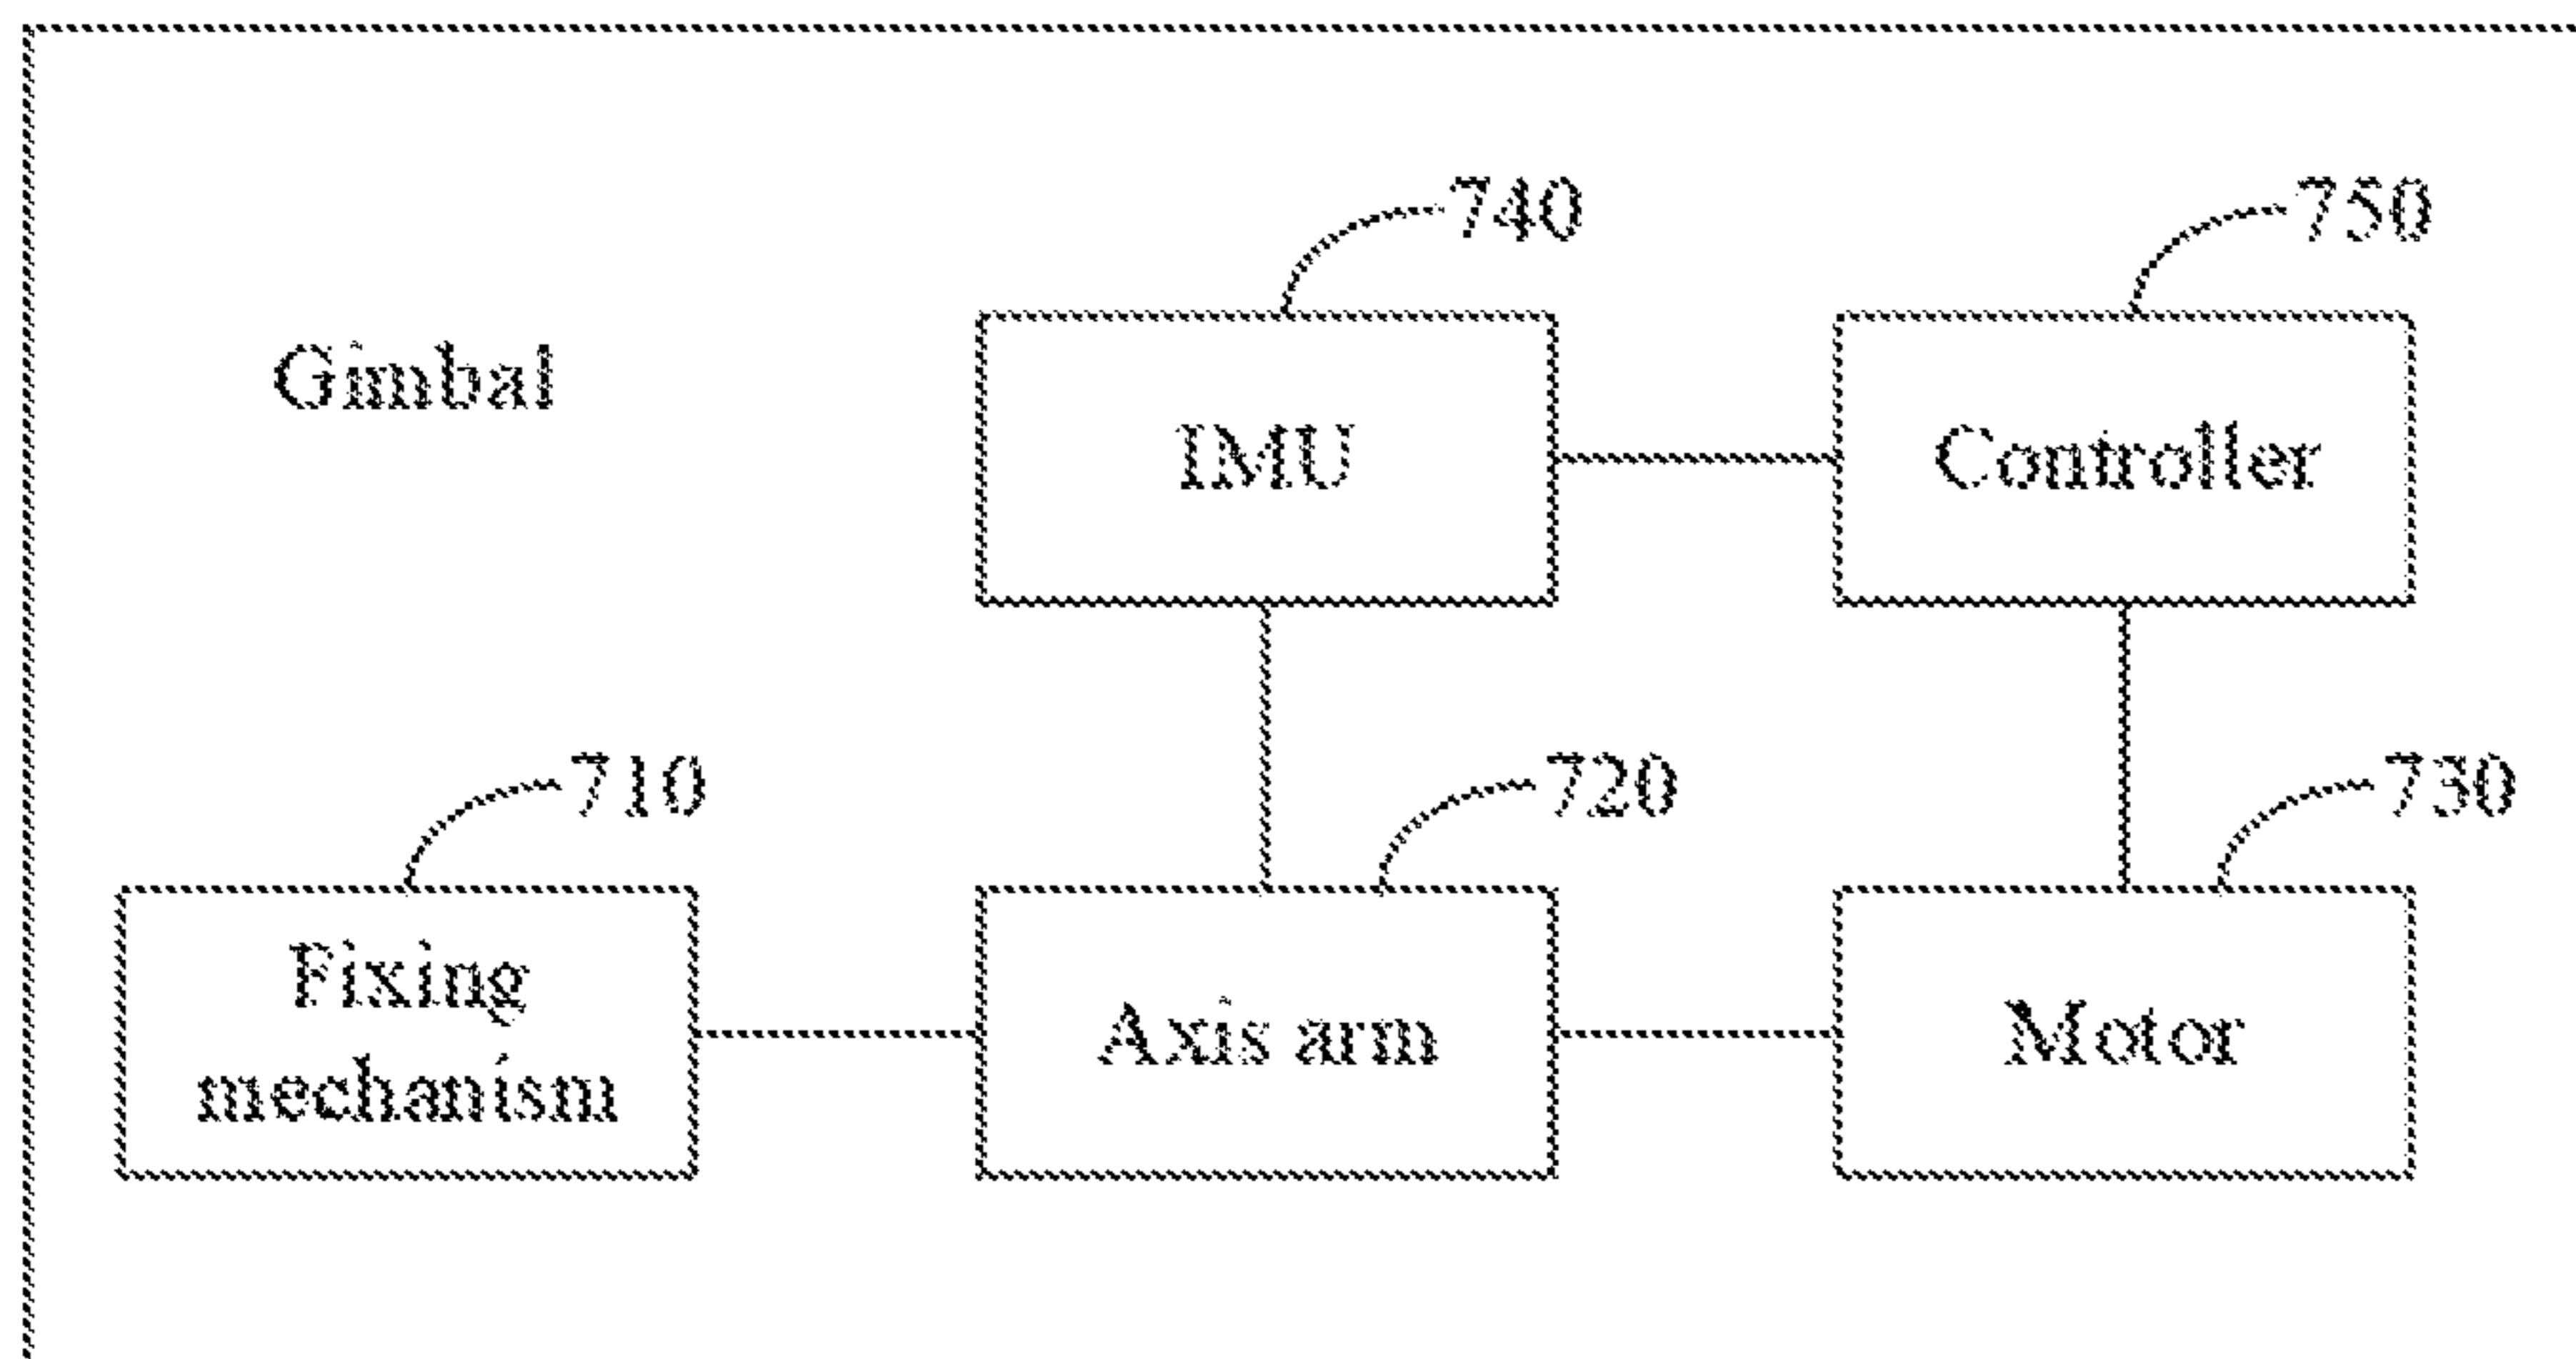 740
750
Gimbal
IMU
Controller
710
720
730
Fixing
mechanism
Axis arm
Motor